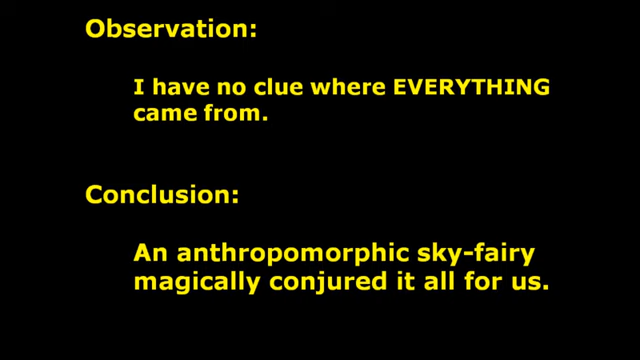 Observation:
I have no clue where EVERYTHING
came from.
Conclusion:
An anthropomorphic sky-fairy
magically conjured it all for us.